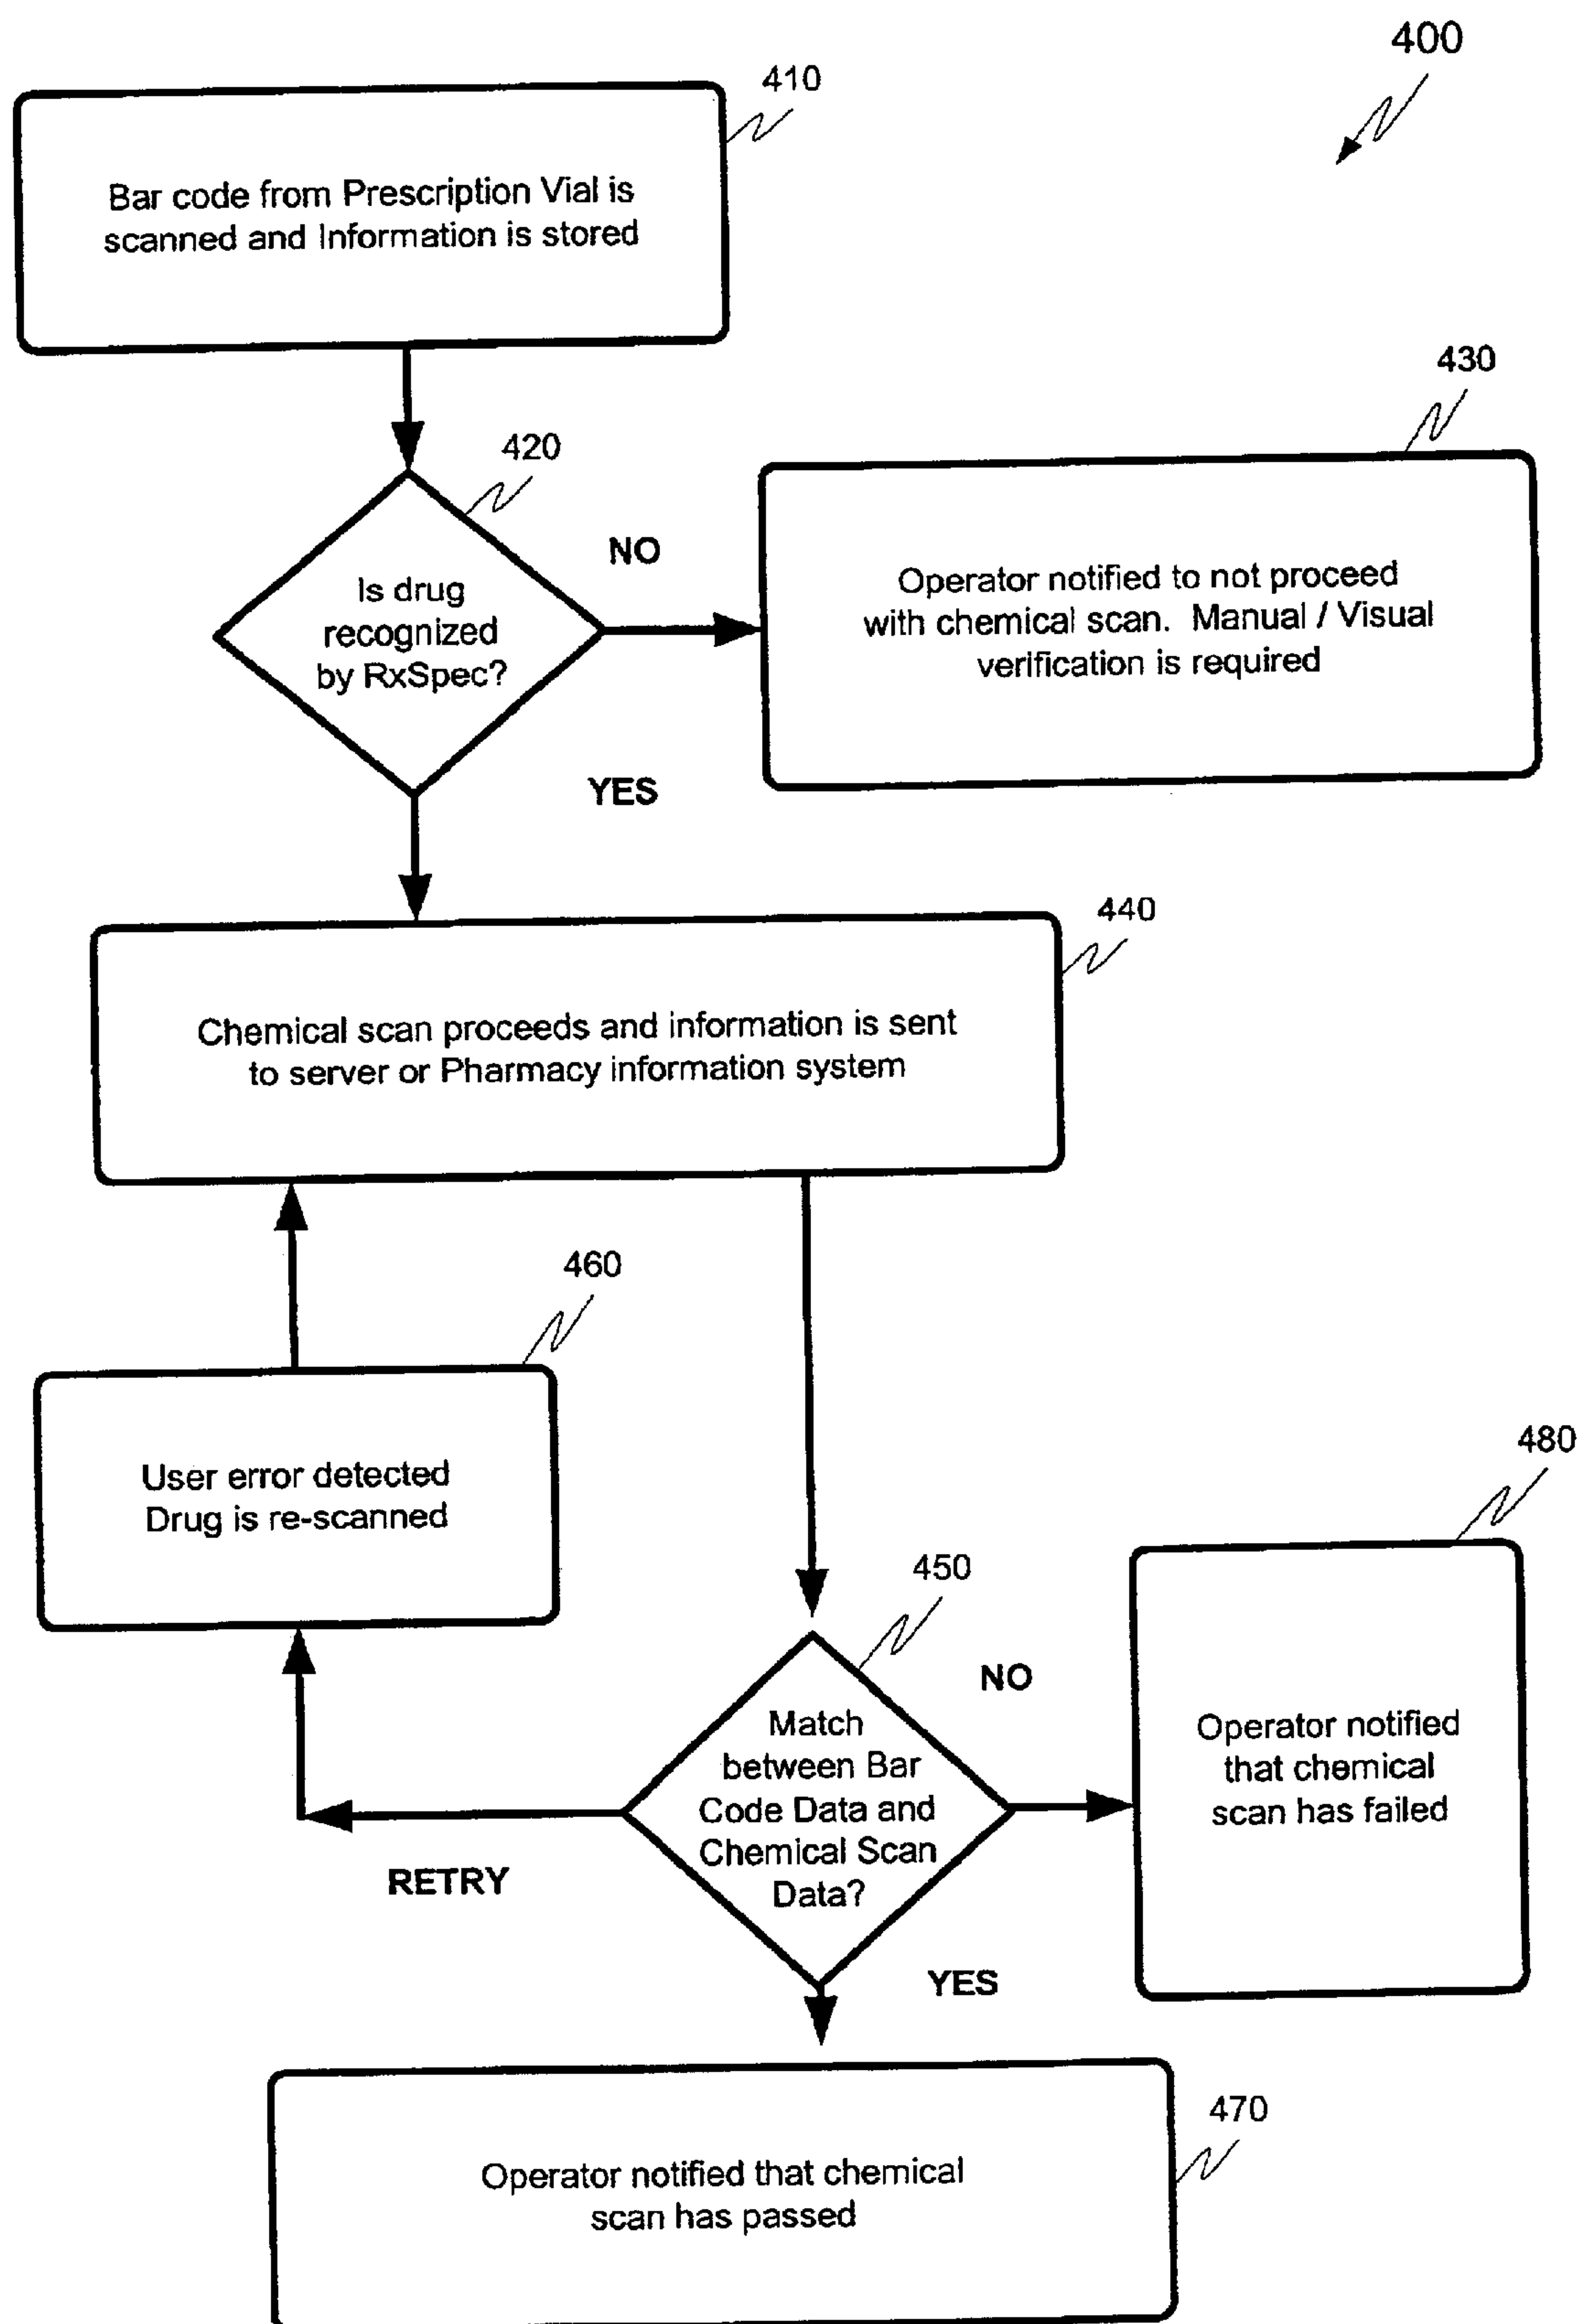 400
410
Bar code from Prescription Vial is
scanned and Information is stored
420
430
Is drug
recognized
by RxSpec?
NO
Operator notified to not proceed
with chemical scan.  Manual / Visual
verification is required
YES
440
Chemical scan proceeds and information is sent
to server or Pharmacy information system
460
User error detected
Drug is re-scanned
450
480
Match
between Bar
Code Data and
Chemical Scan
Data?
NO
Operator notified
that chemical
scan has failed
RETRY
YES
470
Operator notified that chemical
scan has passed